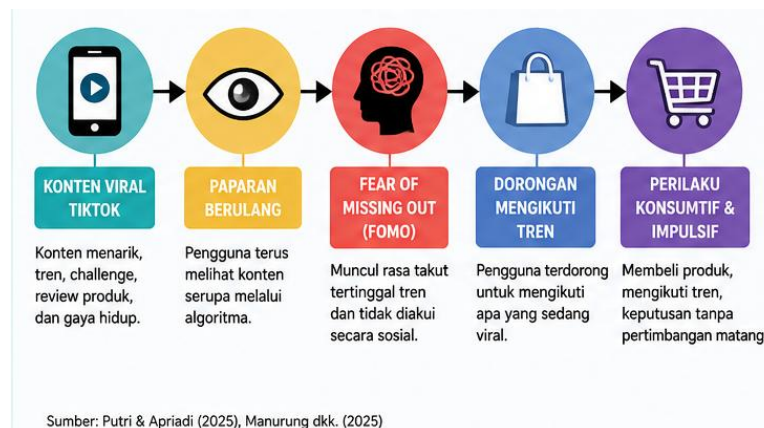 KONTEN VIRAL
TIKTOK
Konten menarik,
tren, challenge,
review produk,
dan gaya hidup.
PAPARAN
BERULANG
Pengguna terus
melihat konten
serupa melalui
algoritma.
FEAR OF
MISSING OUT
(FOMO)
Muncul rasa takut
tertinggal tren
dan tidak diakui
secara sosial.
DORONGAN
MENGIKUTI
TREN
Pengguna terdorong
untuk mengikuti
apa yang sedang
viral.
PERILAKU
KONSUMTIF &
IMPULSIF
Membeli produk,
mengikuti tren,
keputusan tanpa
pertimbangan matang
Sumber: Putri & Apriadi (2025), Manurung dkk. (2025)